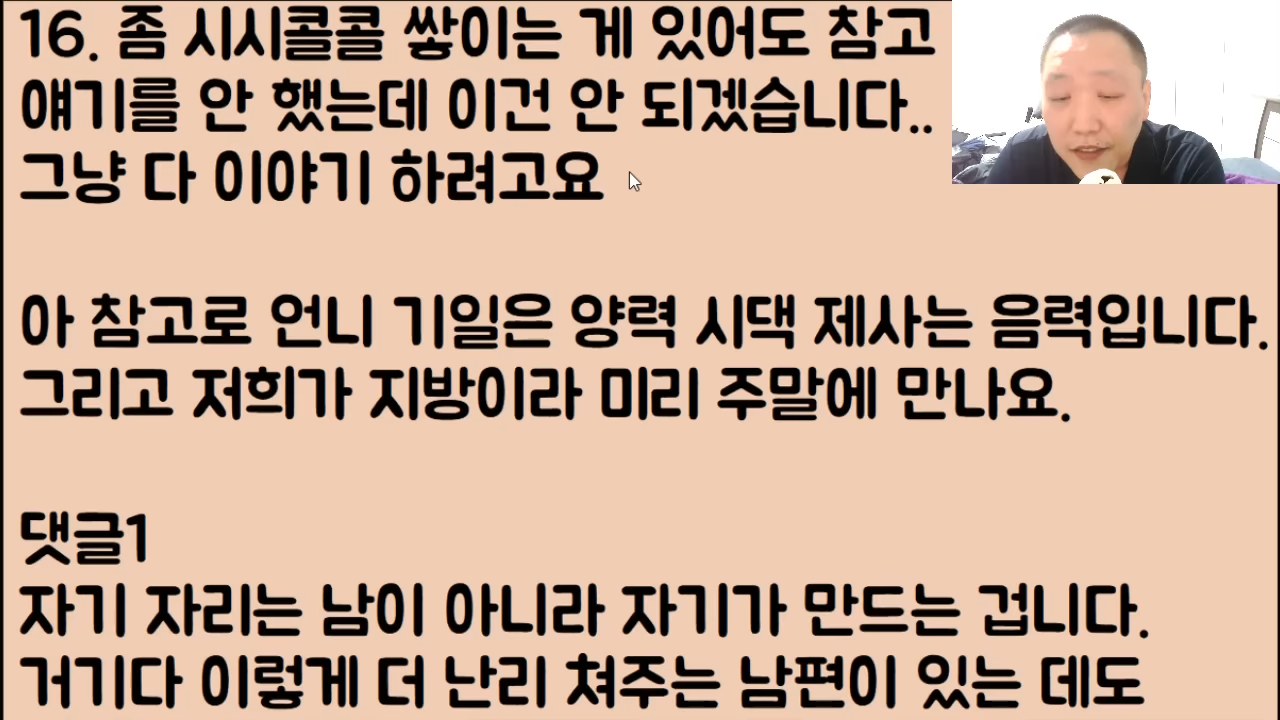 16. 좀 시시콜콜 쌓이는 게 있어도 참고
얘기를 안 했는데 이건 안 되겠습니다..
그냥 다 이야기 하려고요
아 참고로 언니 기일은 양력 시댁 제사는 음력입니다.
그리고 저희가 지방이라 미리 주말에 만나요.
댓글1
자기 자리는 남이 아니라 자기가 만드는 겁니다.
거기다 이렇게 더 난리 쳐주는 남편이 있는 데도